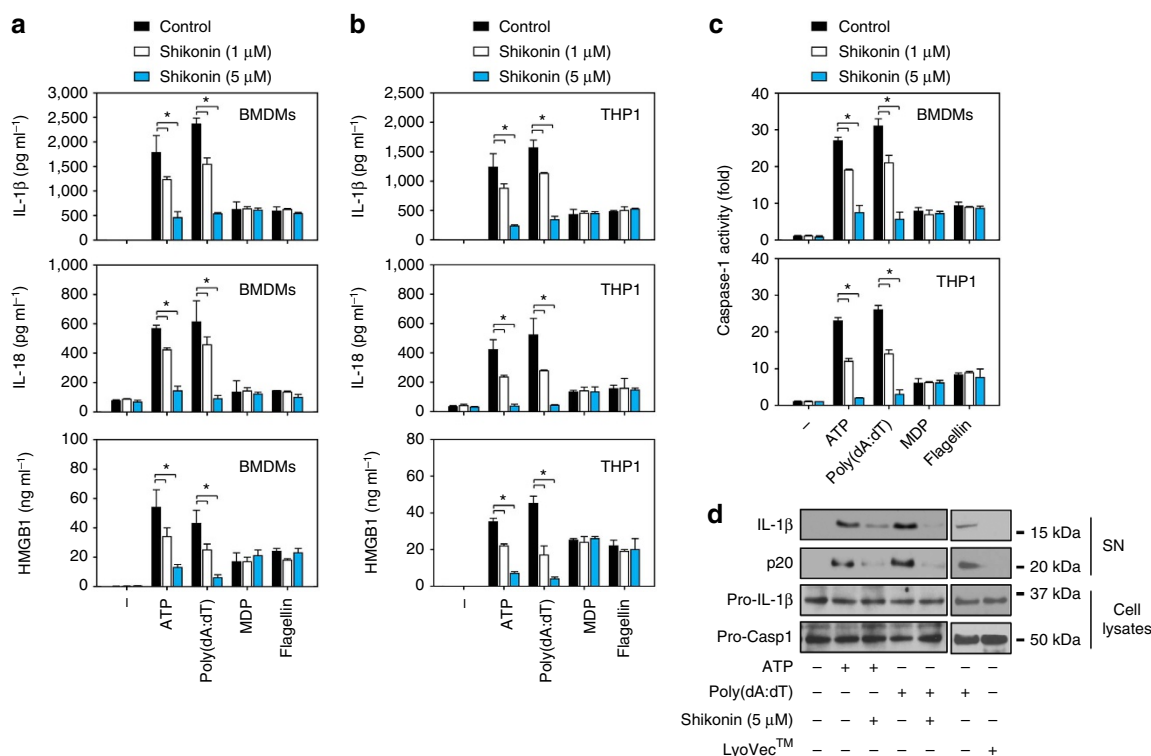 a
Control
Shikonin (1 μM)
Shikonin (5 μM)
3,000
2,500
2,000
1,500
1,000
500
0
IL-1β (pg ml⁻¹)
BMDMs
*
*
1,000
800
600
400
200
0
IL-18 (pg ml⁻¹)
BMDMs
*
*
100
80
60
40
20
0
HMGB1 (ng ml⁻¹)
BMDMs
*
*
–
ATP
Poly(dA:dT)
MDP
Flagellin
b
Control
Shikonin (1 μM)
Shikonin (5 μM)
2,500
2,000
1,500
1,000
500
0
IL-1β (pg ml⁻¹)
THP1
*
*
1,000
800
600
400
200
0
IL-18 (pg ml⁻¹)
THP1
*
*
80
60
40
20
0
HMGB1 (ng ml⁻¹)
THP1
*
*
–
ATP
Poly(dA:dT)
MDP
Flagellin
c
Control
Shikonin (1 μM)
Shikonin (5 μM)
Caspase-1 activity (fold)
40
30
20
10
0
BMDMs
*
*
40
30
20
10
0
THP1
*
*
–
ATP
Poly(dA:dT)
MDP
Flagellin
d
IL-1β
15 kDa
p20
20 kDa
SN
Pro-IL-1β
37 kDa
Pro-Casp1
50 kDa
Cell
lysates
ATP – + + – – – –
Poly(dA:dT) – – – + + + –
Shikonin (5 μM) – – + – + – –
LyoVec™ – – – – – – +